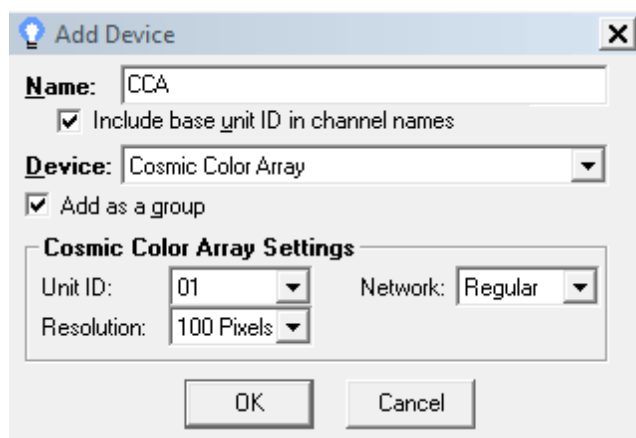 Add Device
Name: CCA
Include base unit ID in channel names
Device: Cosmic Color Array
Add as a group
Cosmic Color Array Settings
Unit ID: 01 Network: Regular
Resolution: 100 Pixels
OK Cancel